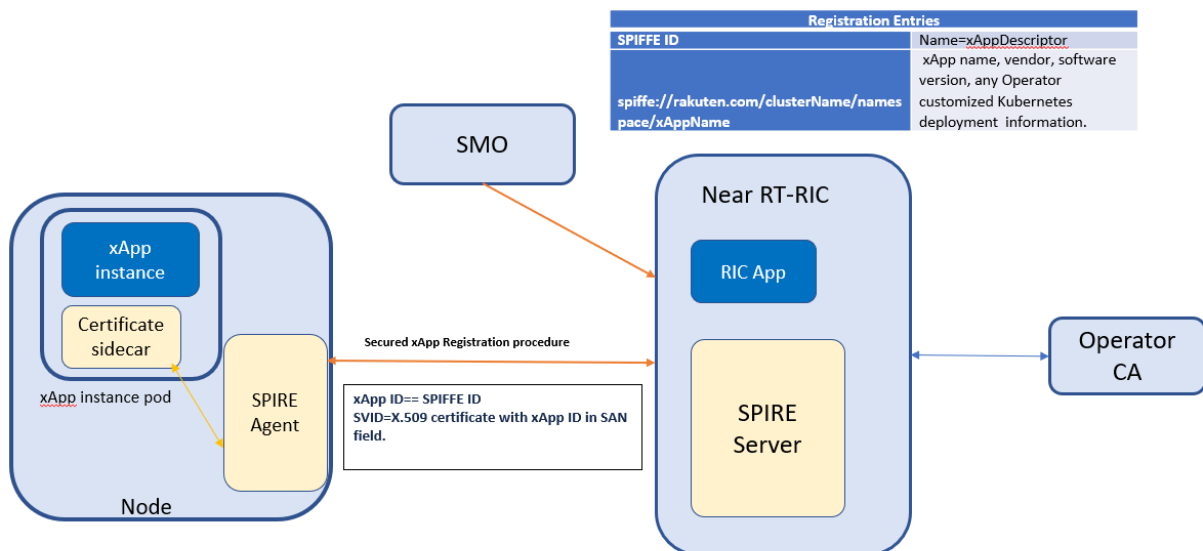 Registration Entries
SPIFFE ID
Name=xAppDescriptor
spiffe://rakuten.com/clusterName/names
pace/xAppName
xApp name, vendor, software
version, any Operator
customized Kubernetes
deployment information.
SMO
Near RT-RIC
RIC App
SPIRE
Server
Operator
CA
xApp
instance
Certificate
sidecar
xApp instance pod
SPIRE
Agent
Node
Secured xApp Registration procedure
xApp ID== SPIFFE ID
SVID=X.509 certificate with xApp ID in SAN
field.